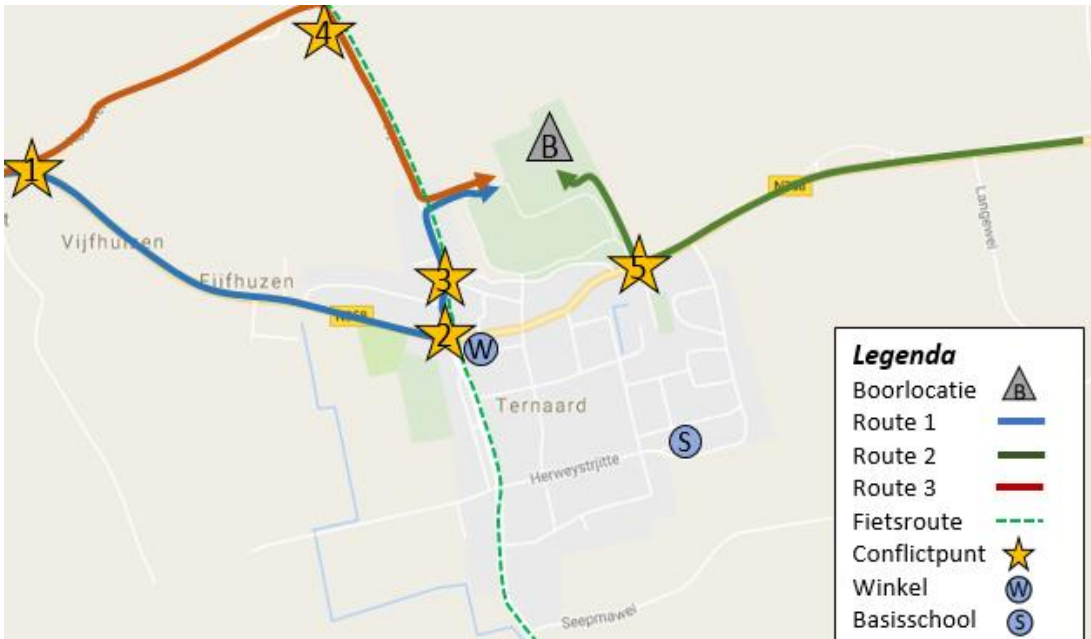 4
B
1
N358
Langewei
t
Vijfhuizen
5
Fijfhuzen
3
N358
2
W
Ternaard
S
Herweystrjitte
Seepmawei
Legenda
Boorlocatie B
Route 1
Route 2
Route 3
Fietsroute
Conflictpunt
Winkel W
Basisschool S